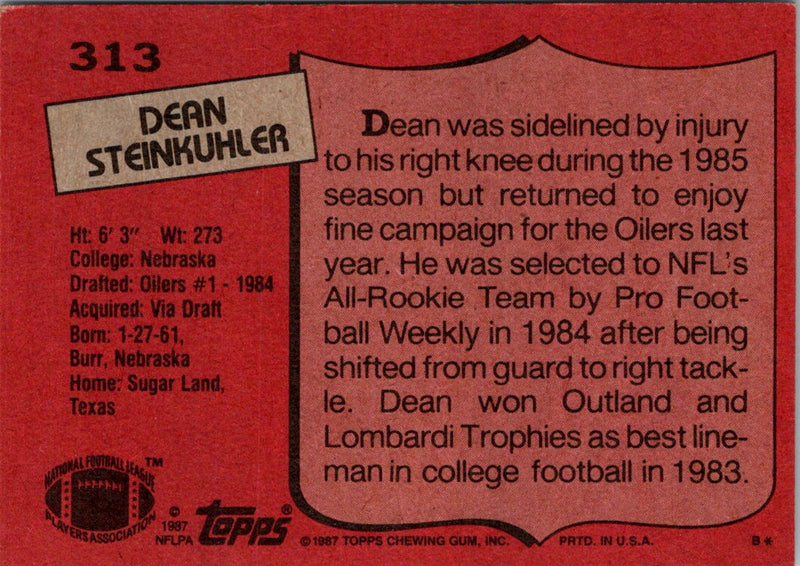 313
DEAN
STEINKUHLER
Ht: 6' 3" Wt: 273
College: Nebraska
Drafted: Oilers #1 - 1984
Acquired: Via Draft
Born: 1-27-61,
Burr, Nebraska
Home: Sugar Land,
Texas
Dean was sidelined by injury
to his right knee during the 1985
season but returned to enjoy
fine campaign for the Oilers last
year. He was selected to NFL's
All-Rookie Team by Pro Foot-
ball Weekly in 1984 after being
shifted from guard to right tack-
le. Dean won Outland and
Lombardi Trophies as best line-
man in college football in 1983.
NATIONAL FOOTBALL LEAGUE ™
PLAYERS ASSOCIATION
©
1987
NFLPA
topps®
©1987 TOPPS CHEWING GUM, INC. PRTD. IN U.S.A. B*